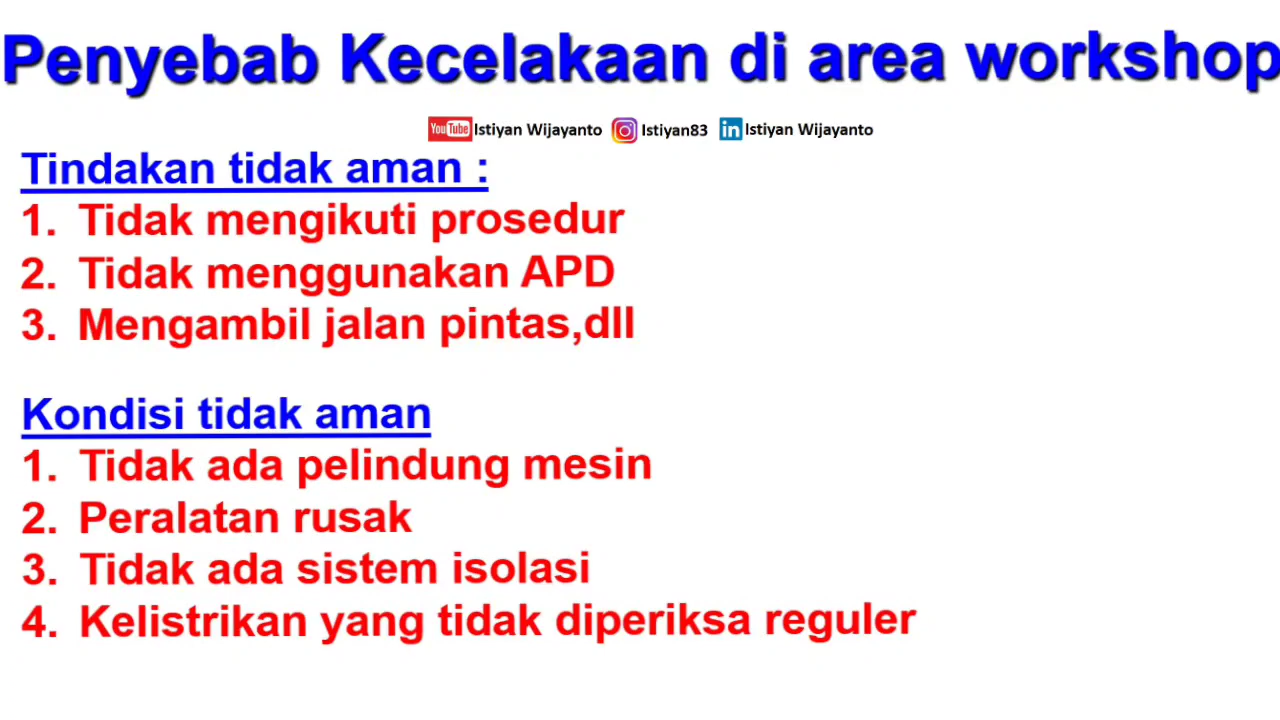 Penyebab Kecelakaan di area workshop
YouTube Istiyan Wijayanto Istiyan83 in Istiyan Wijayanto
Tindakan tidak aman :
1. Tidak mengikuti prosedur
2. Tidak menggunakan APD
3. Mengambil jalan pintas,dll
Kondisi tidak aman
1. Tidak ada pelindung mesin
2. Peralatan rusak
3. Tidak ada sistem isolasi
4. Kelistrikan yang tidak diperiksa reguler